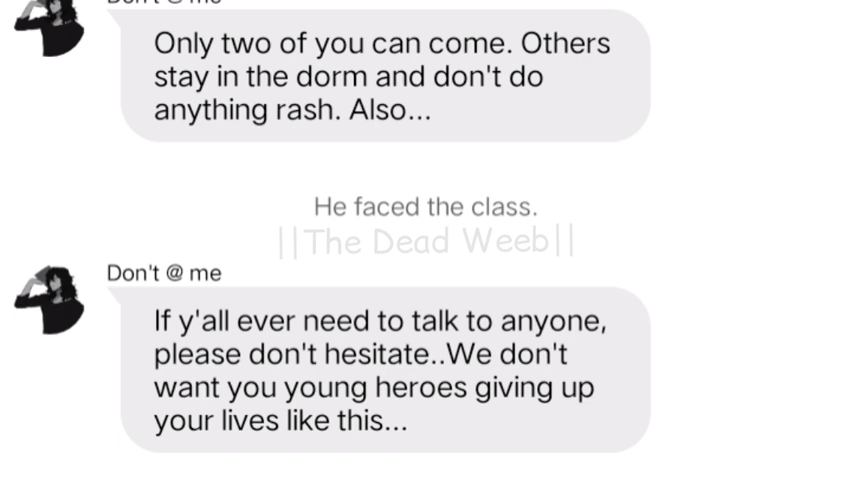 Only two of you can come. Others
stay in the dorm and don't do
anything rash. Also...
He faced the class.
||The Dead Weeb||
Don't @ me
If y'all ever need to talk to anyone,
please don't hesitate..We don't
want you young heroes giving up
your lives like this...